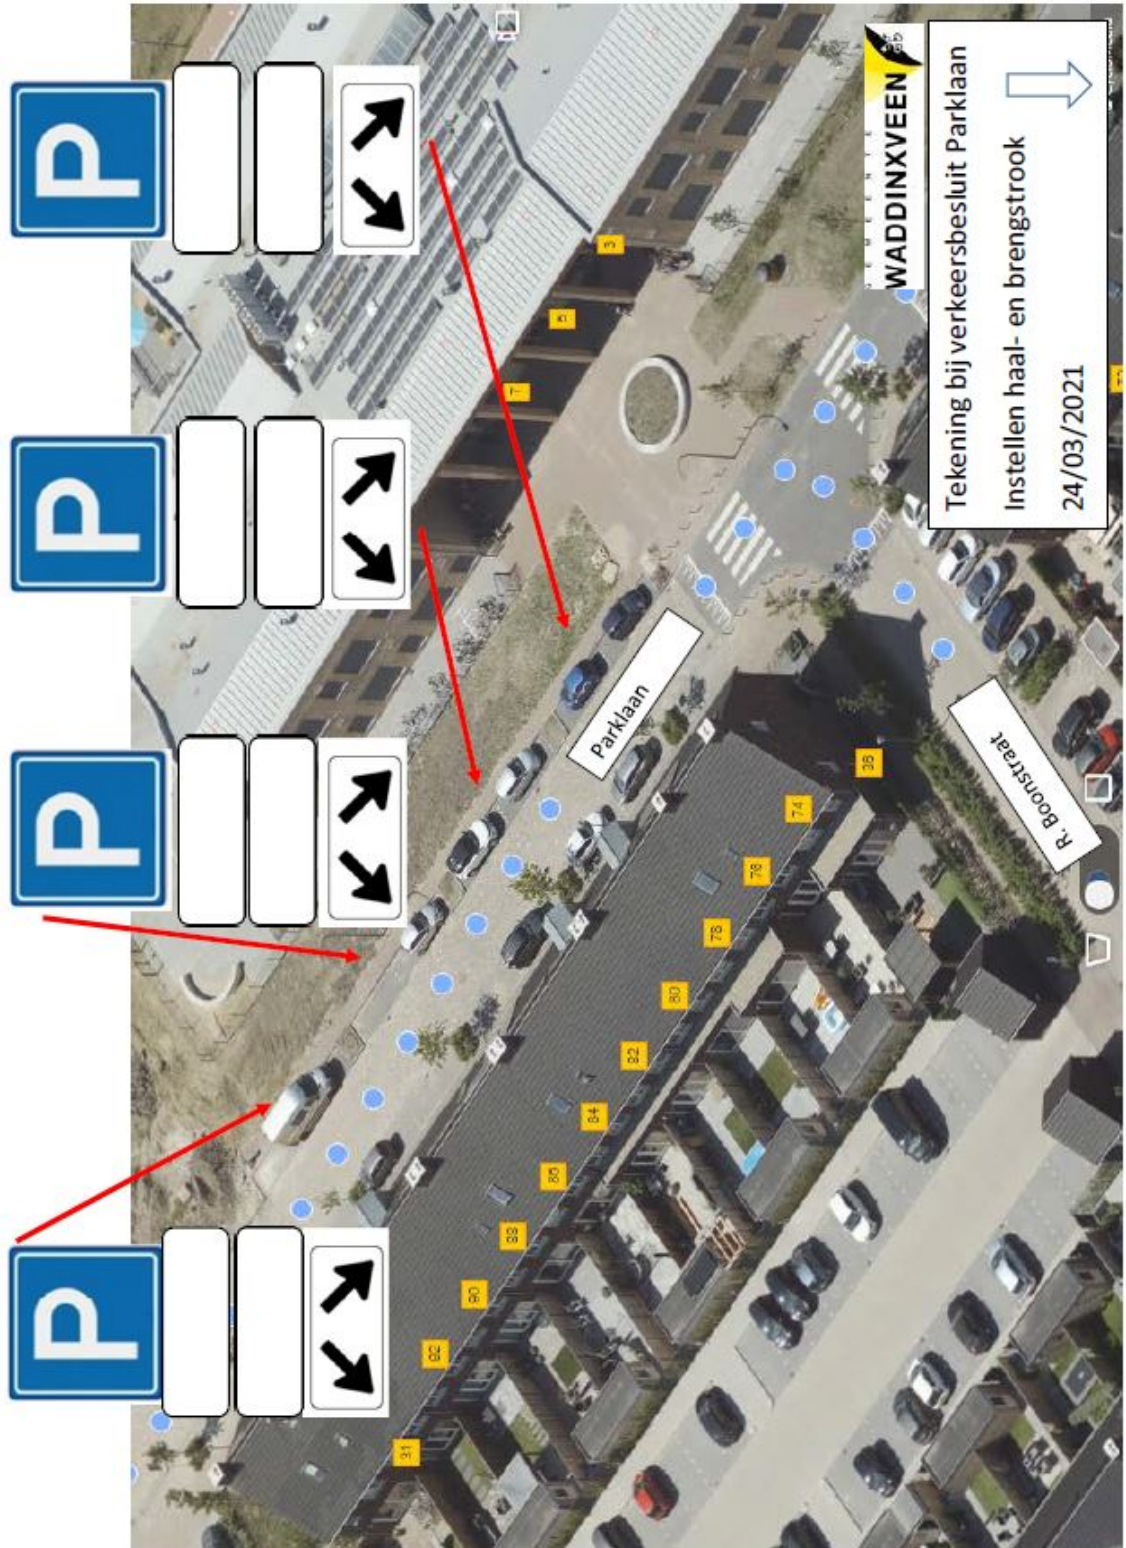 P
P
P
P
31
92
90
88
7
86
5
84
3
Parklaan
82
80
78
76
74
38
GEMEENTE
WADDINXVEEN
R. Boonstraat
Tekening bij verkeersbesluit Parklaan
Instellen haal- en brengstrook
24/03/2021